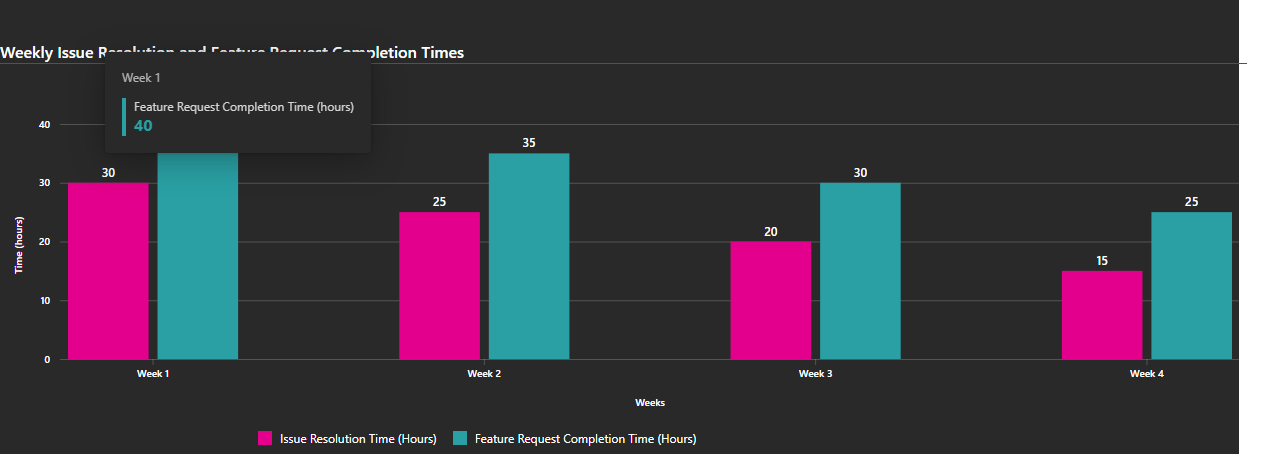 Weekly Issue Resolution and Feature Request Completion Times
Week 1
Feature Request Completion Time (hours)
40
40
30
20
10
0
Time (hours)
30
25
35
20
30
15
25
Week 1
Week 2
Week 3
Week 4
Weeks
Issue Resolution Time (Hours)
Feature Request Completion Time (Hours)